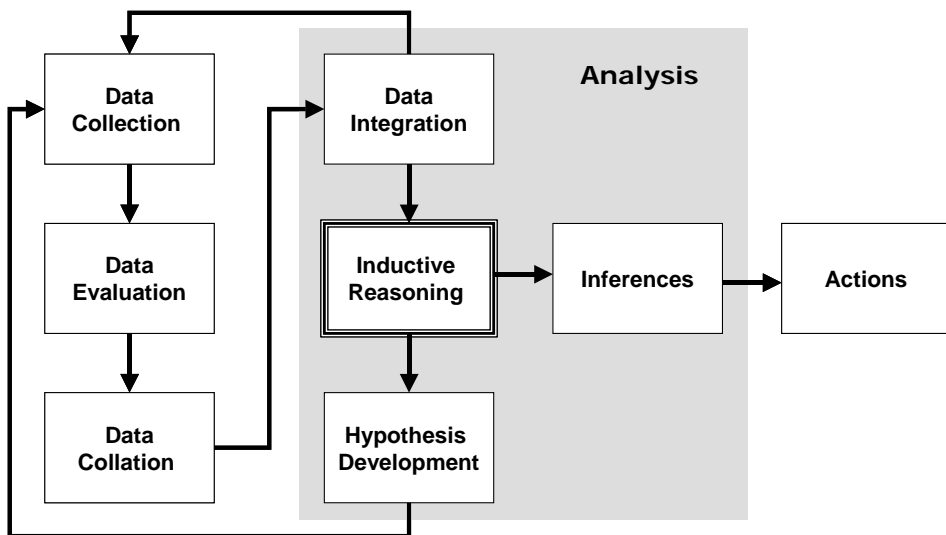 Analysis
Data
Collection
Data
Integration
Data
Evaluation
Inductive
Reasoning
Inferences
Actions
Data
Collation
Hypothesis
Development